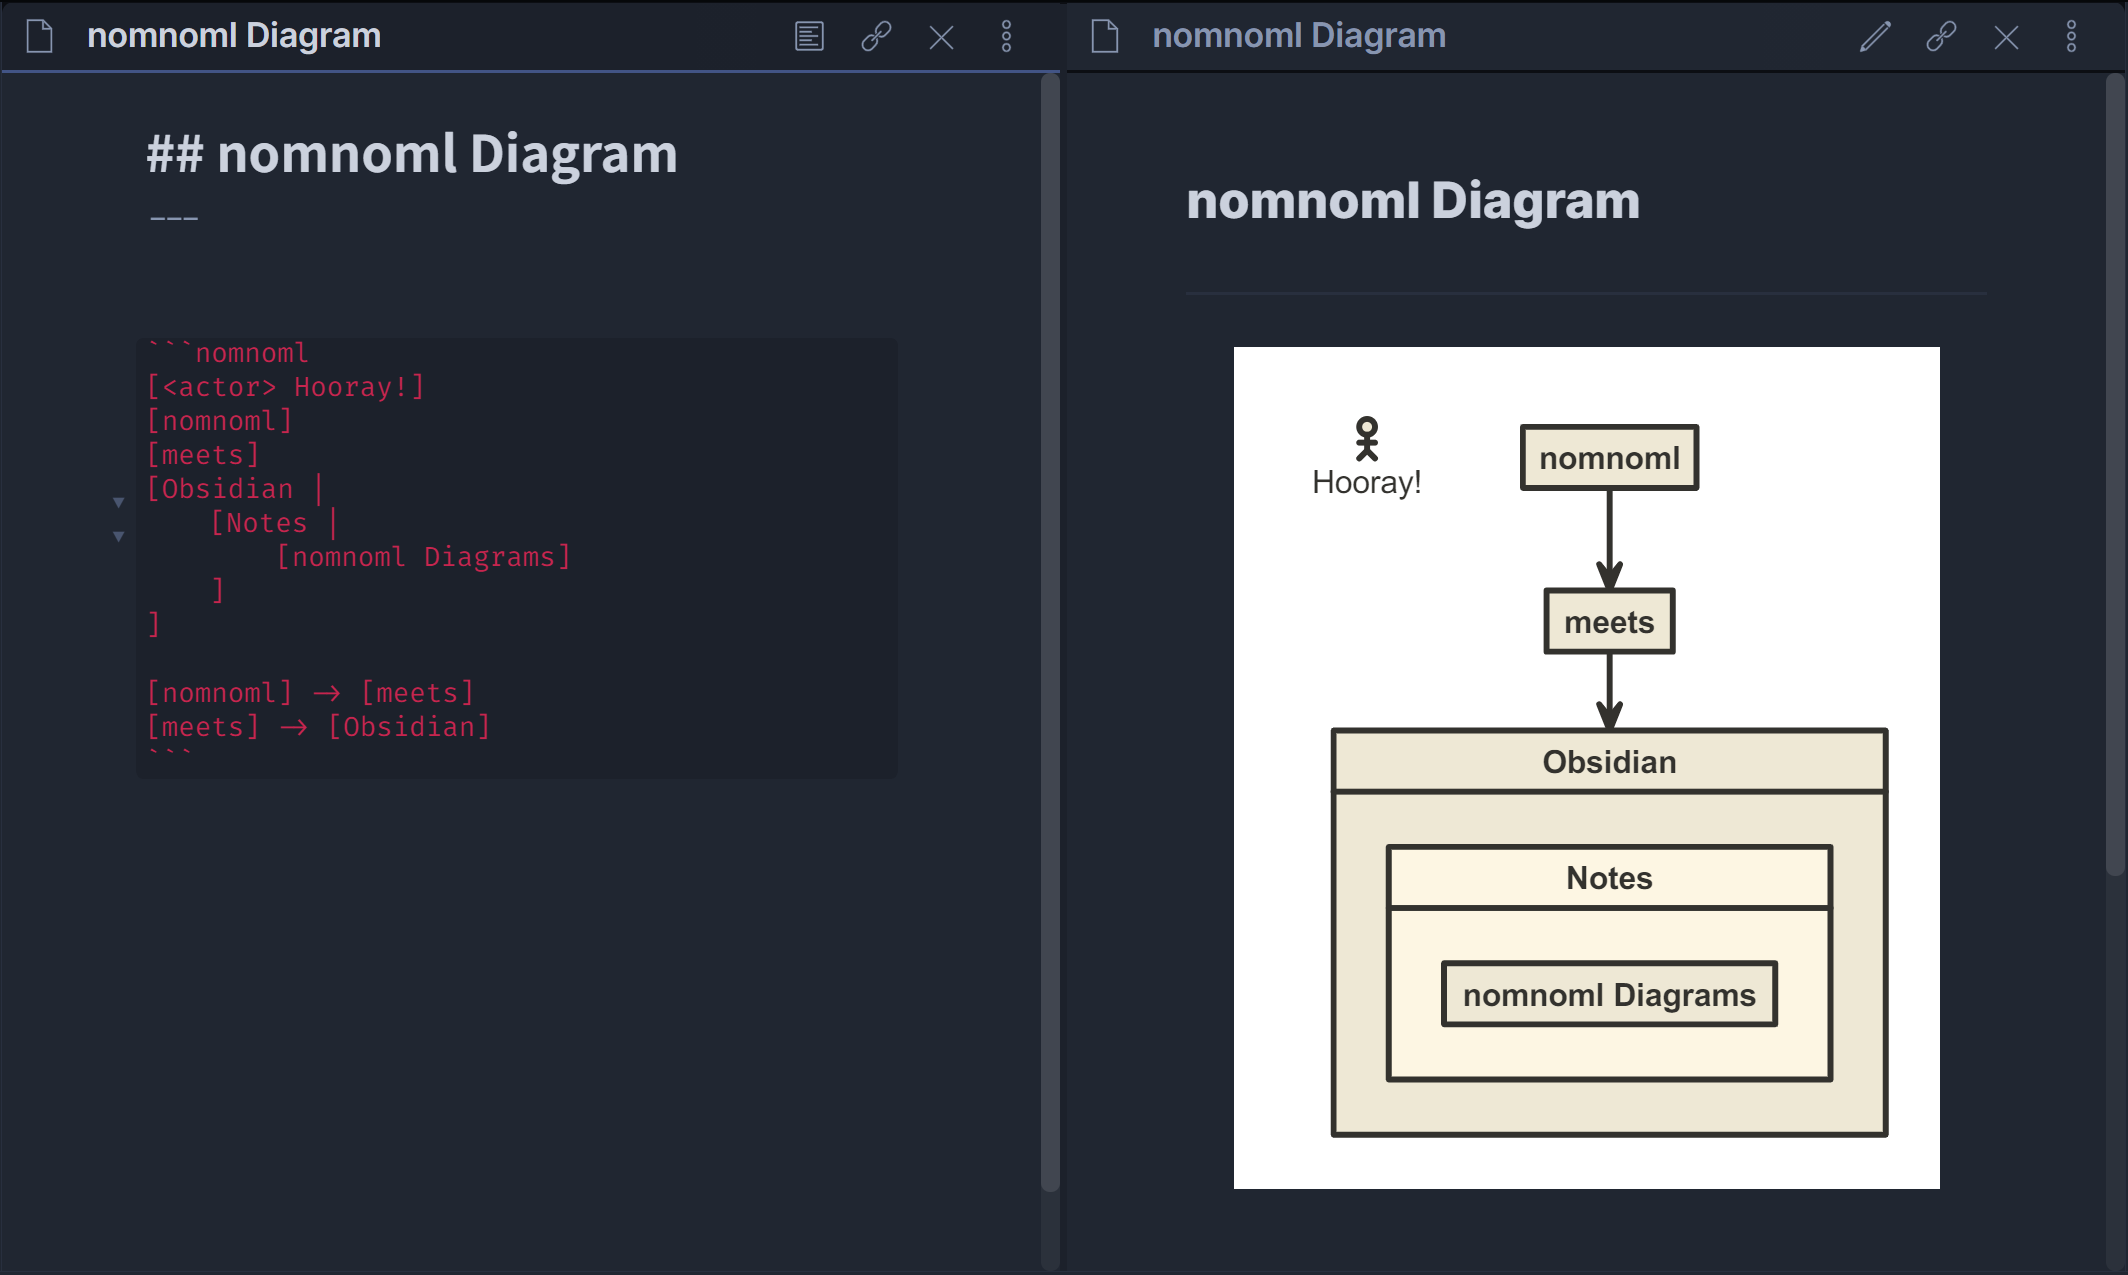 nomnoml Diagram
## nomnoml Diagram
---
```nomnoml
[<actor> Hooray!]
[nomnoml]
[meets]
[Obsidian |
    [Notes |
        [nomnoml Diagrams]
    ]
]

[nomnoml] -> [meets]
[meets] -> [Obsidian]
```
nomnoml Diagram
nomnoml Diagram
Hooray!
nomnoml
meets
Obsidian
Notes
nomnoml Diagrams